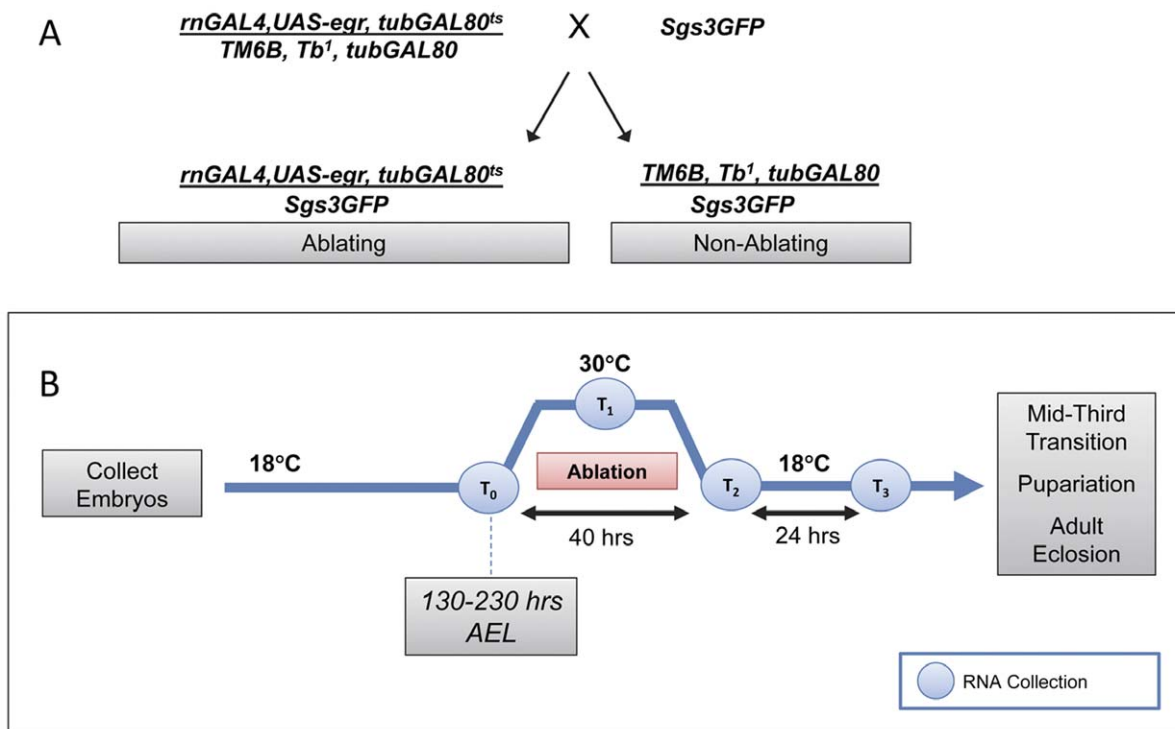 A
rnGAL4,UAS-egr, tubGAL80ts
TM6B, Tb1, tubGAL80
X
Sgs3GFP
rnGAL4,UAS-egr, tubGAL80ts
Sgs3GFP
Ablating
TM6B, Tb1, tubGAL80
Sgs3GFP
Non-Ablating
B
Collect
Embryos
18°C
T0
130-230 hrs
AEL
30°C
T1
Ablation
40 hrs
T2
18°C
24 hrs
T3
Mid-Third
Transition
Pupariation
Adult
Eclosion
RNA Collection